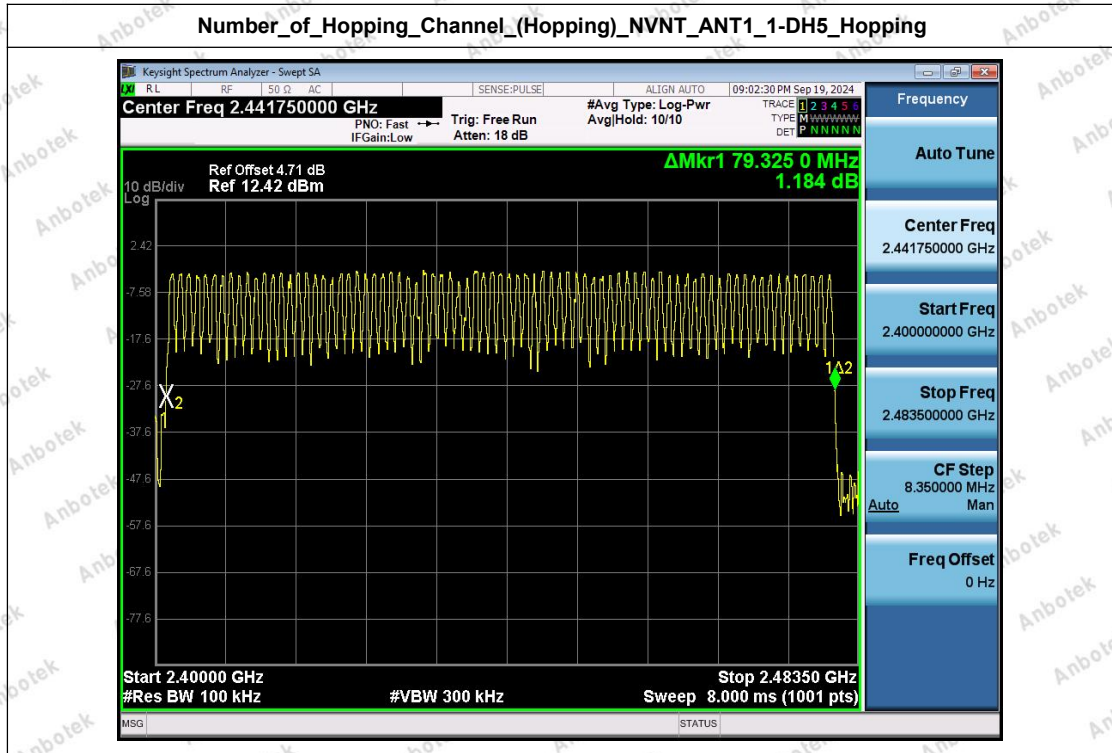 Number_of_Hopping_Channel_(Hopping)_NVNT_ANT1_1-DH5_Hopping
Keysight Spectrum Analyzer - Swept SA
LXI RL RF 50 Ω AC SENSE:PULSE ALIGN AUTO 09:02:30 PM Sep 19, 2024
Center Freq 2.441750000 GHz
PNO: Fast
IFGain:Low
Trig: Free Run
Atten: 18 dB
#Avg Type: Log-Pwr
Avg|Hold: 10/10
TRACE 1 2 3 4 5 6
TYPE M WWWWW
DET P N N N N N
ΔMkr1 79.325 0 MHz
1.184 dB
Ref Offset 4.71 dB
10 dB/div Ref 12.42 dBm
Log
2.42
-7.58
-17.6
-27.6
-37.6
-47.6
-57.6
-67.6
-77.6
1Δ2
X2
Start 2.40000 GHz Stop 2.48350 GHz
#Res BW 100 kHz #VBW 300 kHz Sweep 8.000 ms (1001 pts)
MSG STATUS
Frequency
Auto Tune
Center Freq
2.441750000 GHz
Start Freq
2.400000000 GHz
Stop Freq
2.483500000 GHz
CF Step
8.350000 MHz
Auto Man
Freq Offset
0 Hz
Anbotek